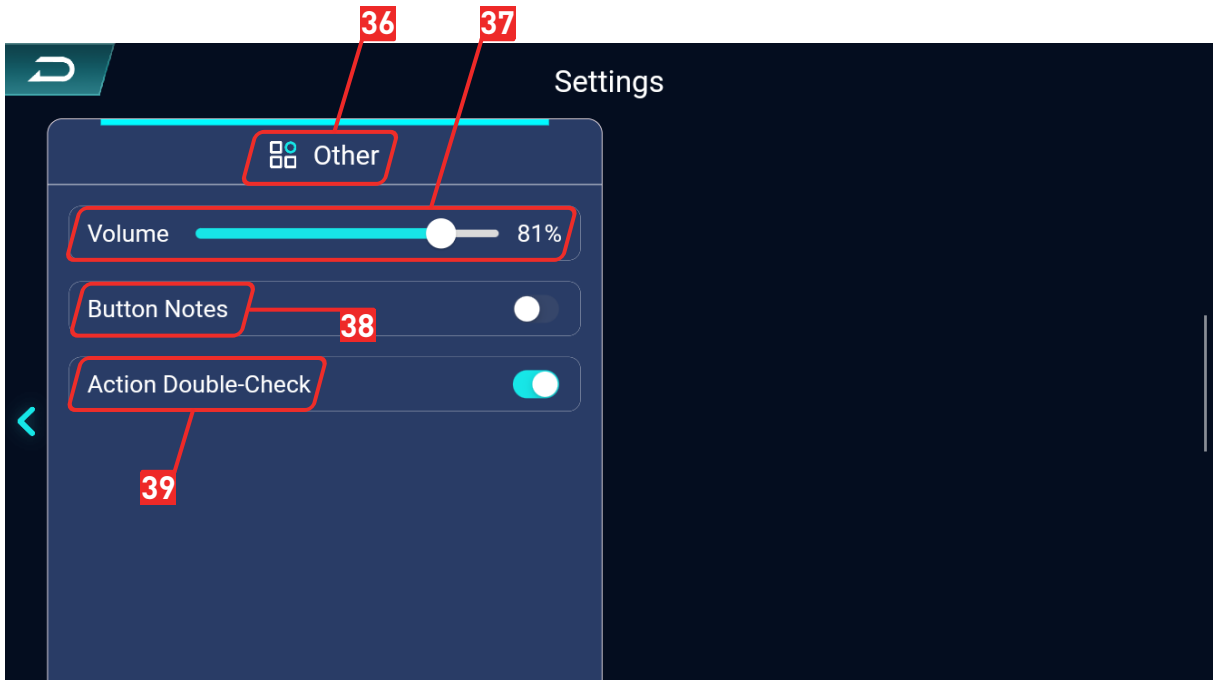 36 37
Settings
Other
Volume 81%
Button Notes
38
Action Double-Check
39